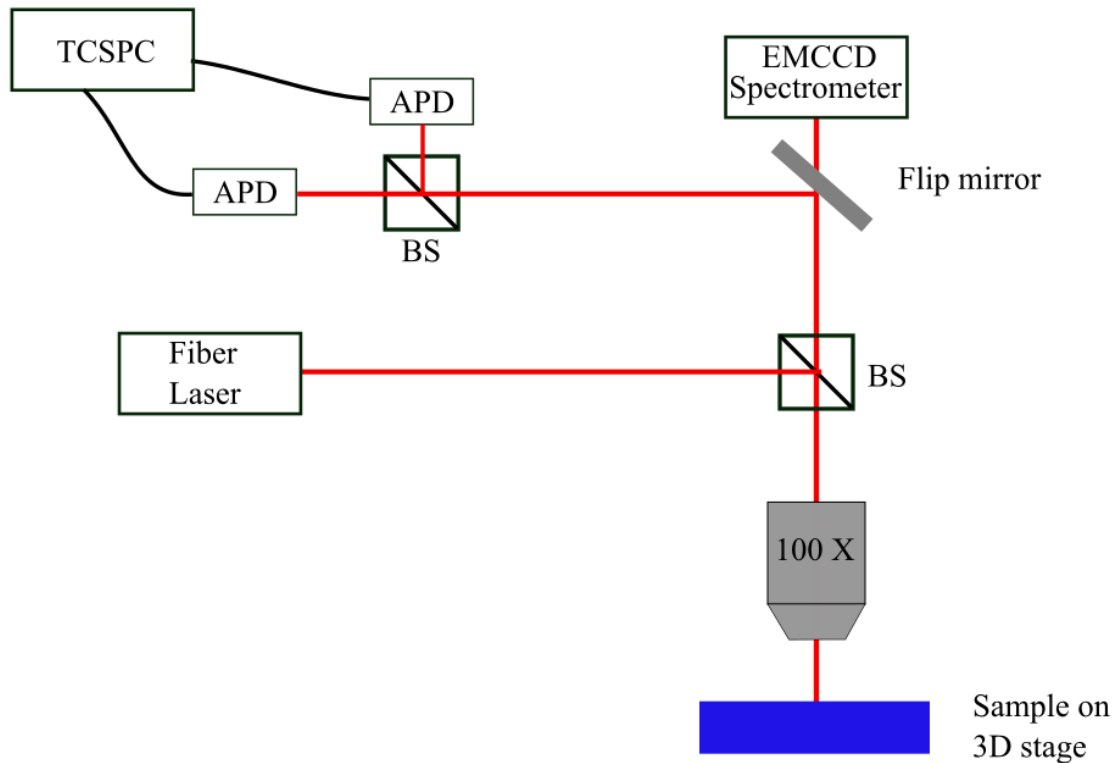 TCSPC
EMCCD
Spectrometer
APD
Flip mirror
APD
BS
Fiber
Laser
BS
100 X
Sample on
3D stage